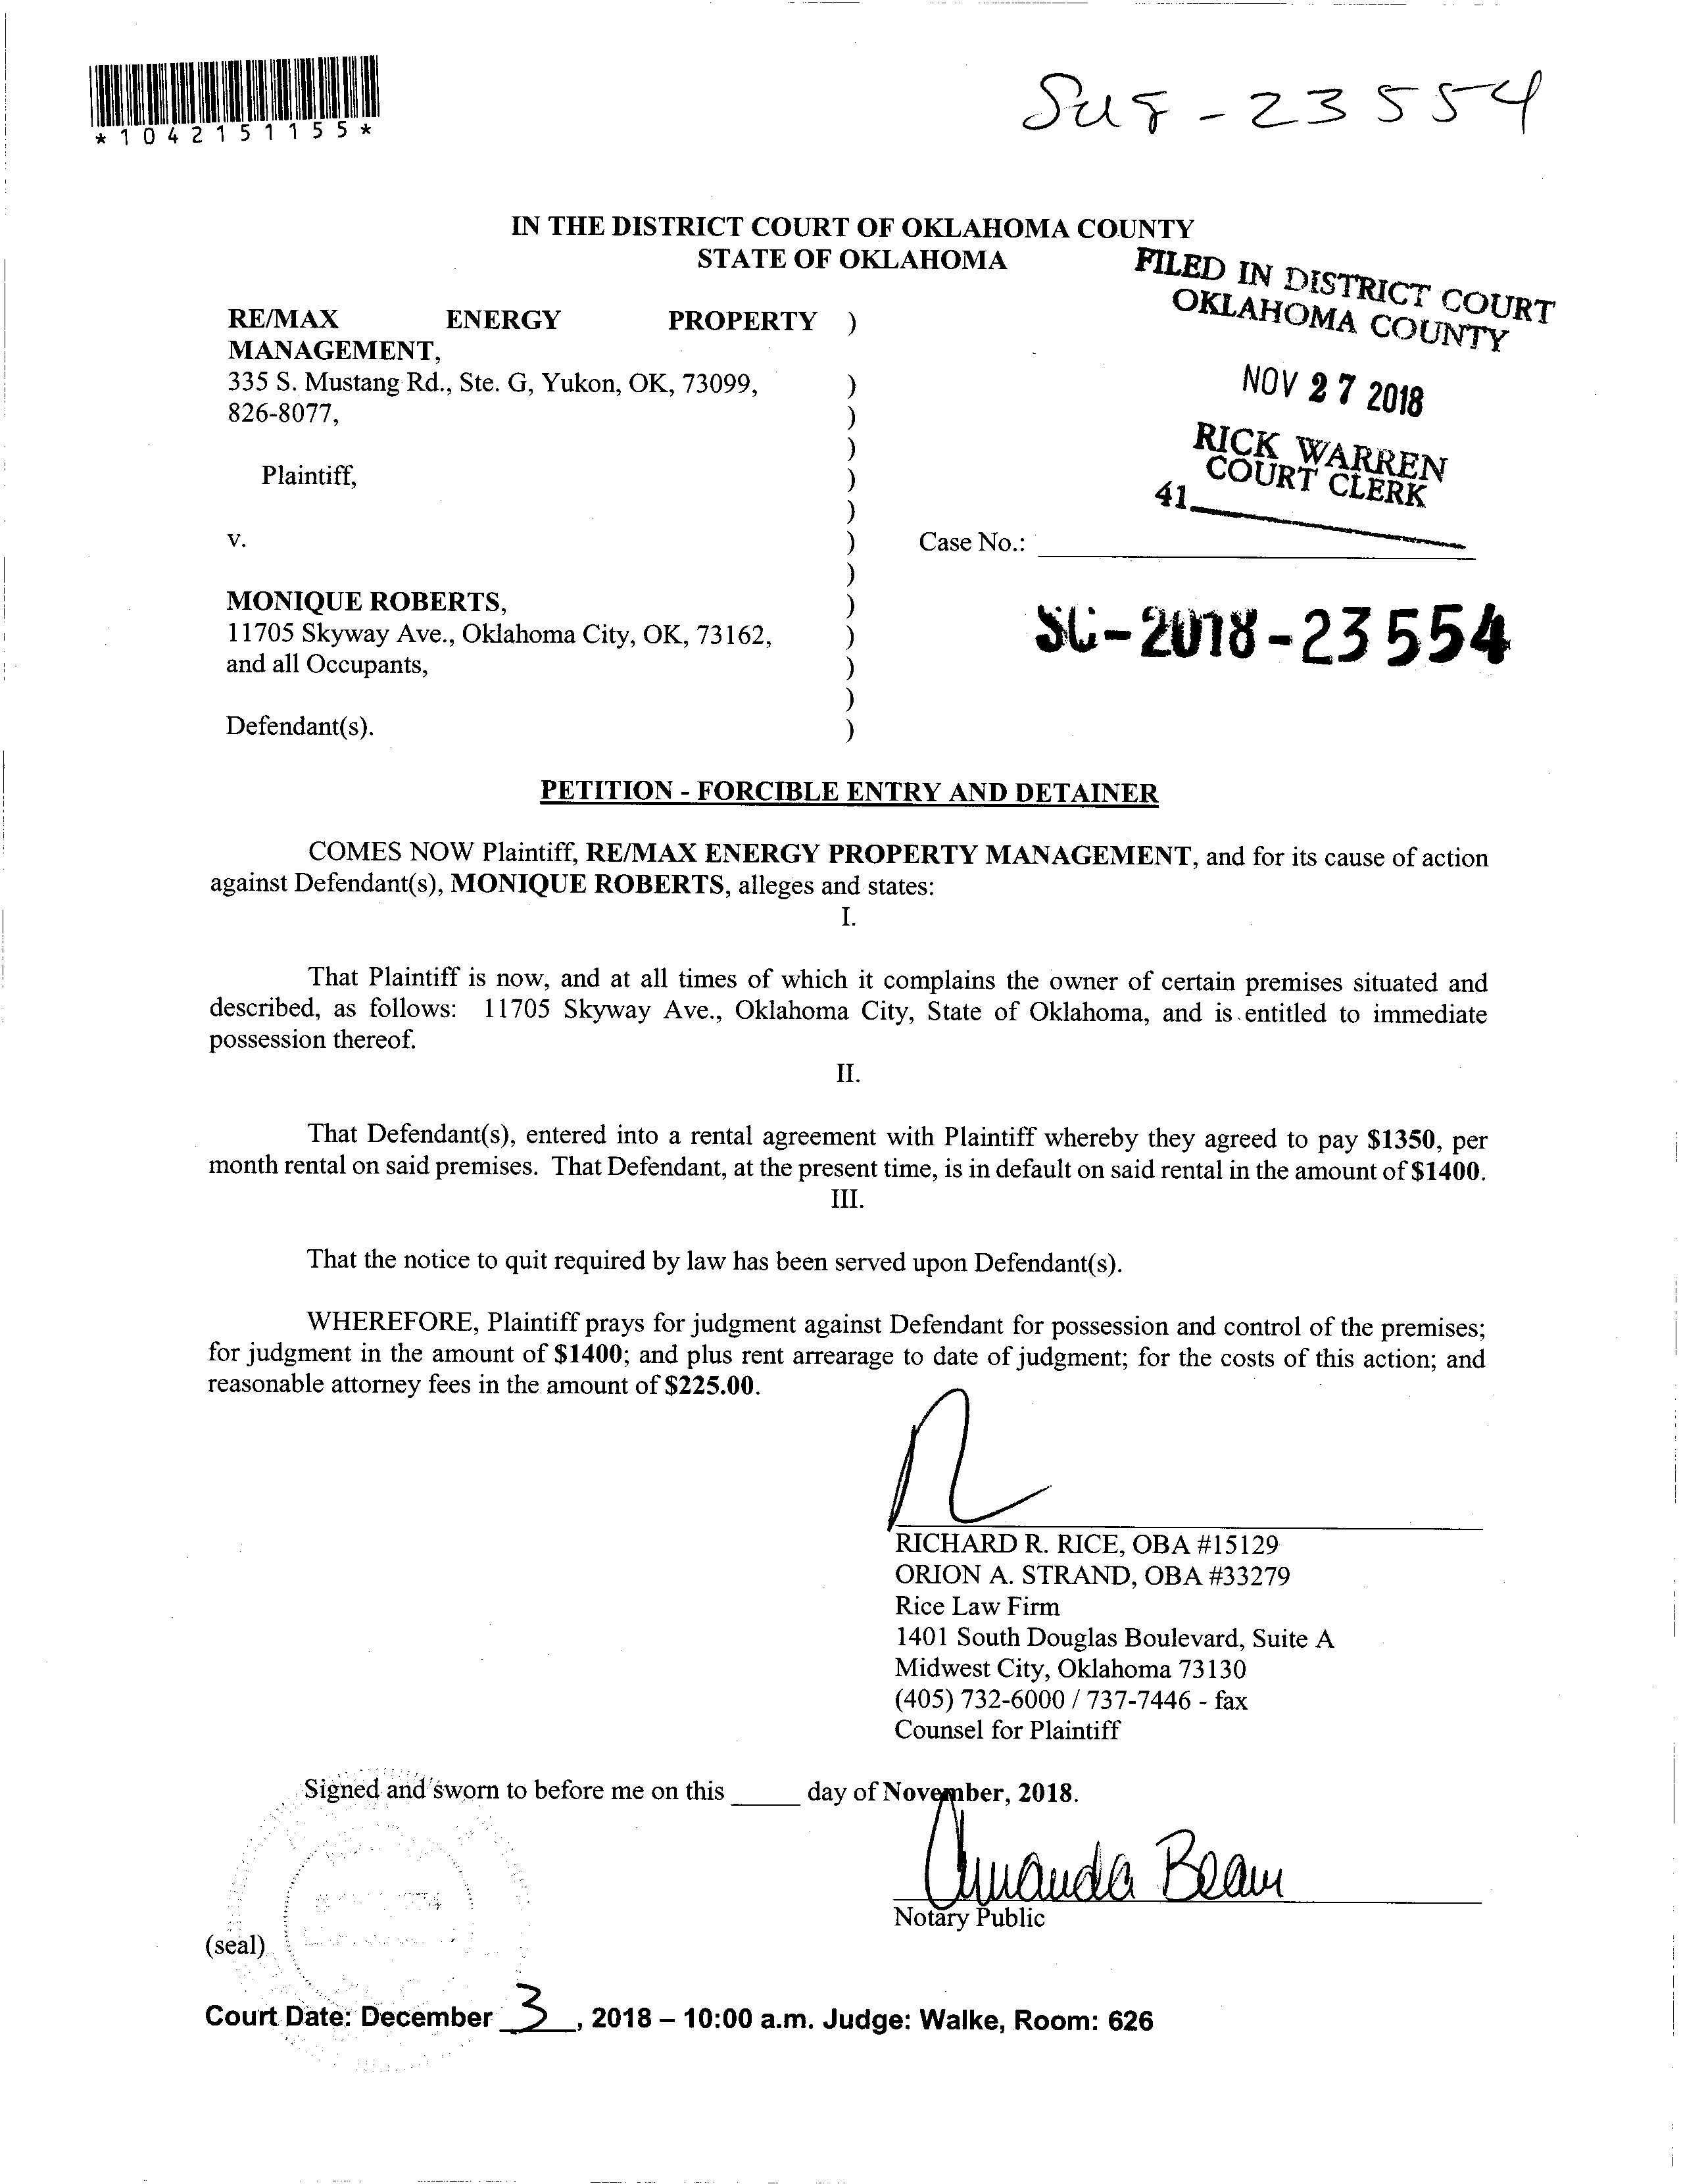 *1042151155*
IN THE DISTRICT COURT OF OKLAHOMA COUNTY
STATE OF OKLAHOMA
FILED IN DISTRICT COURT
OKLAHOMA COUNTY
NOV 27 2018
RICK WARREN
COURT CLERK
41
RE/MAX ENERGY PROPERTY )
MANAGEMENT,
335 S. Mustang Rd., Ste. G, Yukon, OK, 73099, )
826-8077, )
)
Plaintiff, )
)
v. ) Case No.:
)
MONIQUE ROBERTS, )
11705 Skyway Ave., Oklahoma City, OK, 73162, )
and all Occupants, )
)
Defendant(s). )
SC-2018-23554
PETITION - FORCIBLE ENTRY AND DETAINER
COMES NOW Plaintiff, RE/MAX ENERGY PROPERTY MANAGEMENT, and for its cause of action
against Defendant(s), MONIQUE ROBERTS, alleges and states:
I.
That Plaintiff is now, and at all times of which it complains the owner of certain premises situated and
described, as follows: 11705 Skyway Ave., Oklahoma City, State of Oklahoma, and is entitled to immediate
possession thereof.
II.
That Defendant(s), entered into a rental agreement with Plaintiff whereby they agreed to pay $1350, per
month rental on said premises. That Defendant, at the present time, is in default on said rental in the amount of $1400.
III.
That the notice to quit required by law has been served upon Defendant(s).
WHEREFORE, Plaintiff prays for judgment against Defendant for possession and control of the premises;
for judgment in the amount of $1400; and plus rent arrearage to date of judgment; for the costs of this action; and
reasonable attorney fees in the amount of $225.00.
RICHARD R. RICE, OBA #15129
ORION A. STRAND, OBA #33279
Rice Law Firm
1401 South Douglas Boulevard, Suite A
Midwest City, Oklahoma 73130
(405) 732-6000 / 737-7446 - fax
Counsel for Plaintiff
Signed and sworn to before me on this _____ day of November, 2018.
Amanda Beam
Notary Public
(seal)
Court Date: December 3, 2018 – 10:00 a.m. Judge: Walke, Room: 626